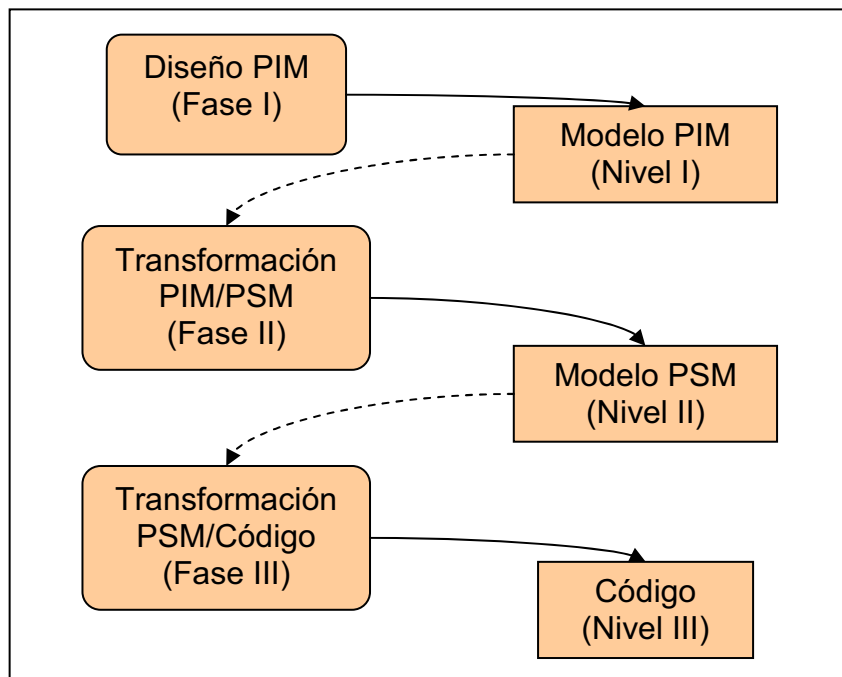 Diseño PIM
(Fase I)
Modelo PIM
(Nivel I)
Transformación
PIM/PSM
(Fase II)
Modelo PSM
(Nivel II)
Transformación
PSM/Código
(Fase III)
Código
(Nivel III)